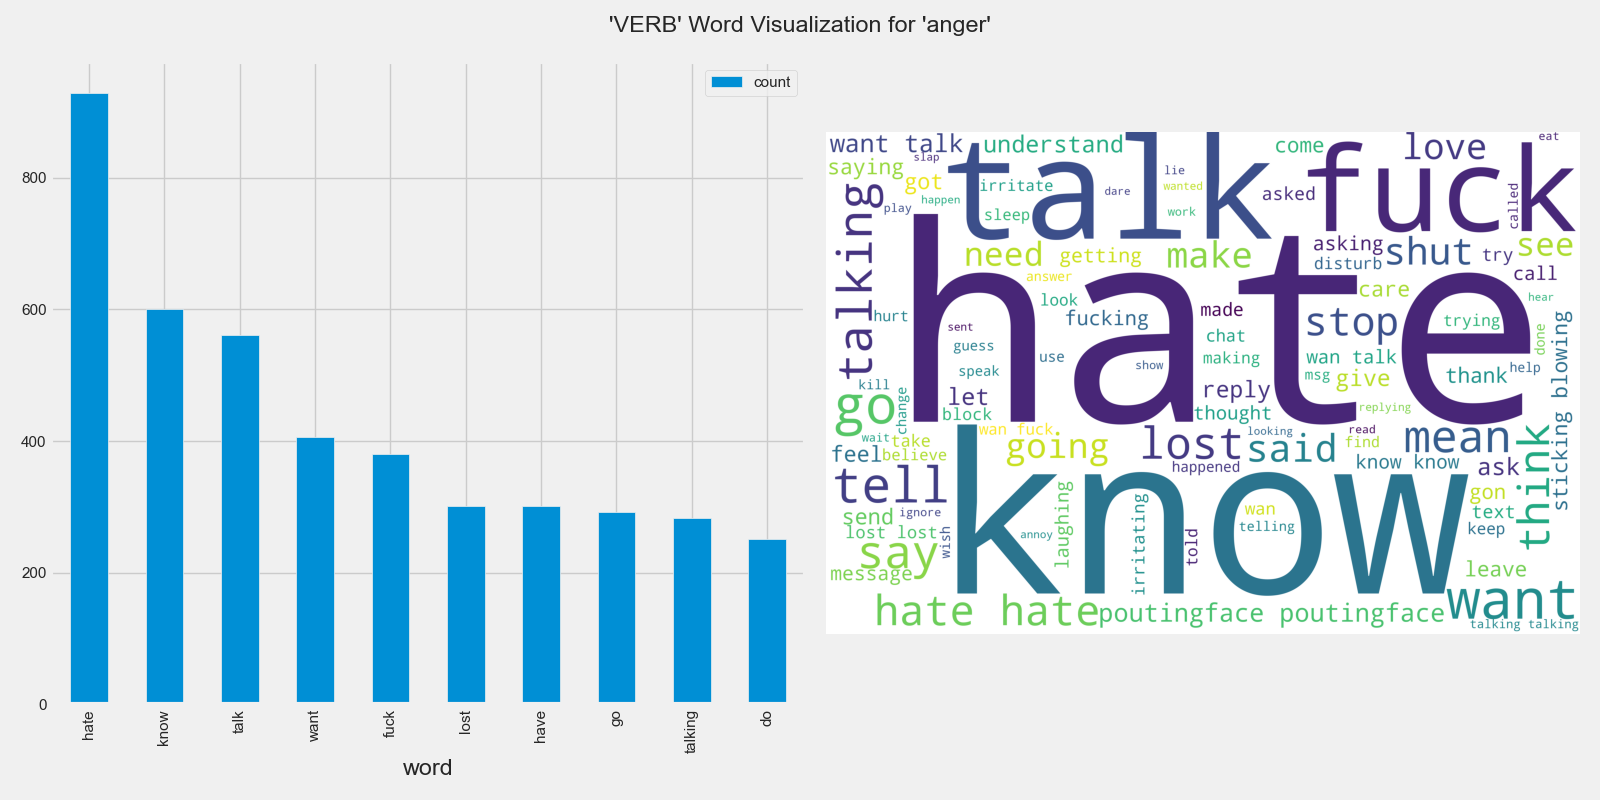 'VERB' Word Visualization for 'anger'
count
800
600
400
200
0
hate
know
talk
want
fuck
lost
have
go
talking
do
word
want talk
understand
talk
come
love
fuck
eat
saying
slap
got
irritate
lie
wanted
dare
asked
called
play
happen
sleep
work
talking
hate
need
getting
make
asking
shut
try
see
disturb
call
answer
care
hear
look
made
hurt
fucking
stop
trying
done
sent
chat
guess
use
making
wan talk
thank
help
sticking blowing
speak
show
msg
give
kill
change
let
reply
go
block
thought
replying
wan fuck
going
lost
looking
said
read
find
mean
wait
take
feel
believe
happened
know know
ask
think
tell
know
gon
send
ignore
wan
text
lost lost
wish
annoy
laughing
irritating
told
telling
keep
say
message
leave
hate hate
poutingface poutingface
want
talking talking